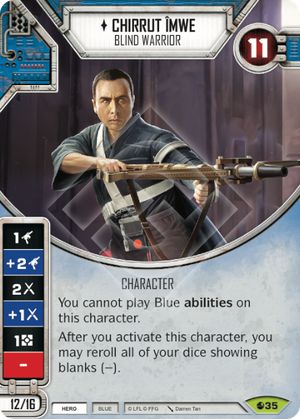 CHIRRUT ÎMWE
BLIND WARRIOR
11
1
+2
2
+1
1
–
CHARACTER
You cannot play Blue abilities on
this character.
After you activate this character, you
may reroll all of your dice showing
blanks (–).
12/16
HERO
BLUE
© LFL © FFG
Darren Tan
35